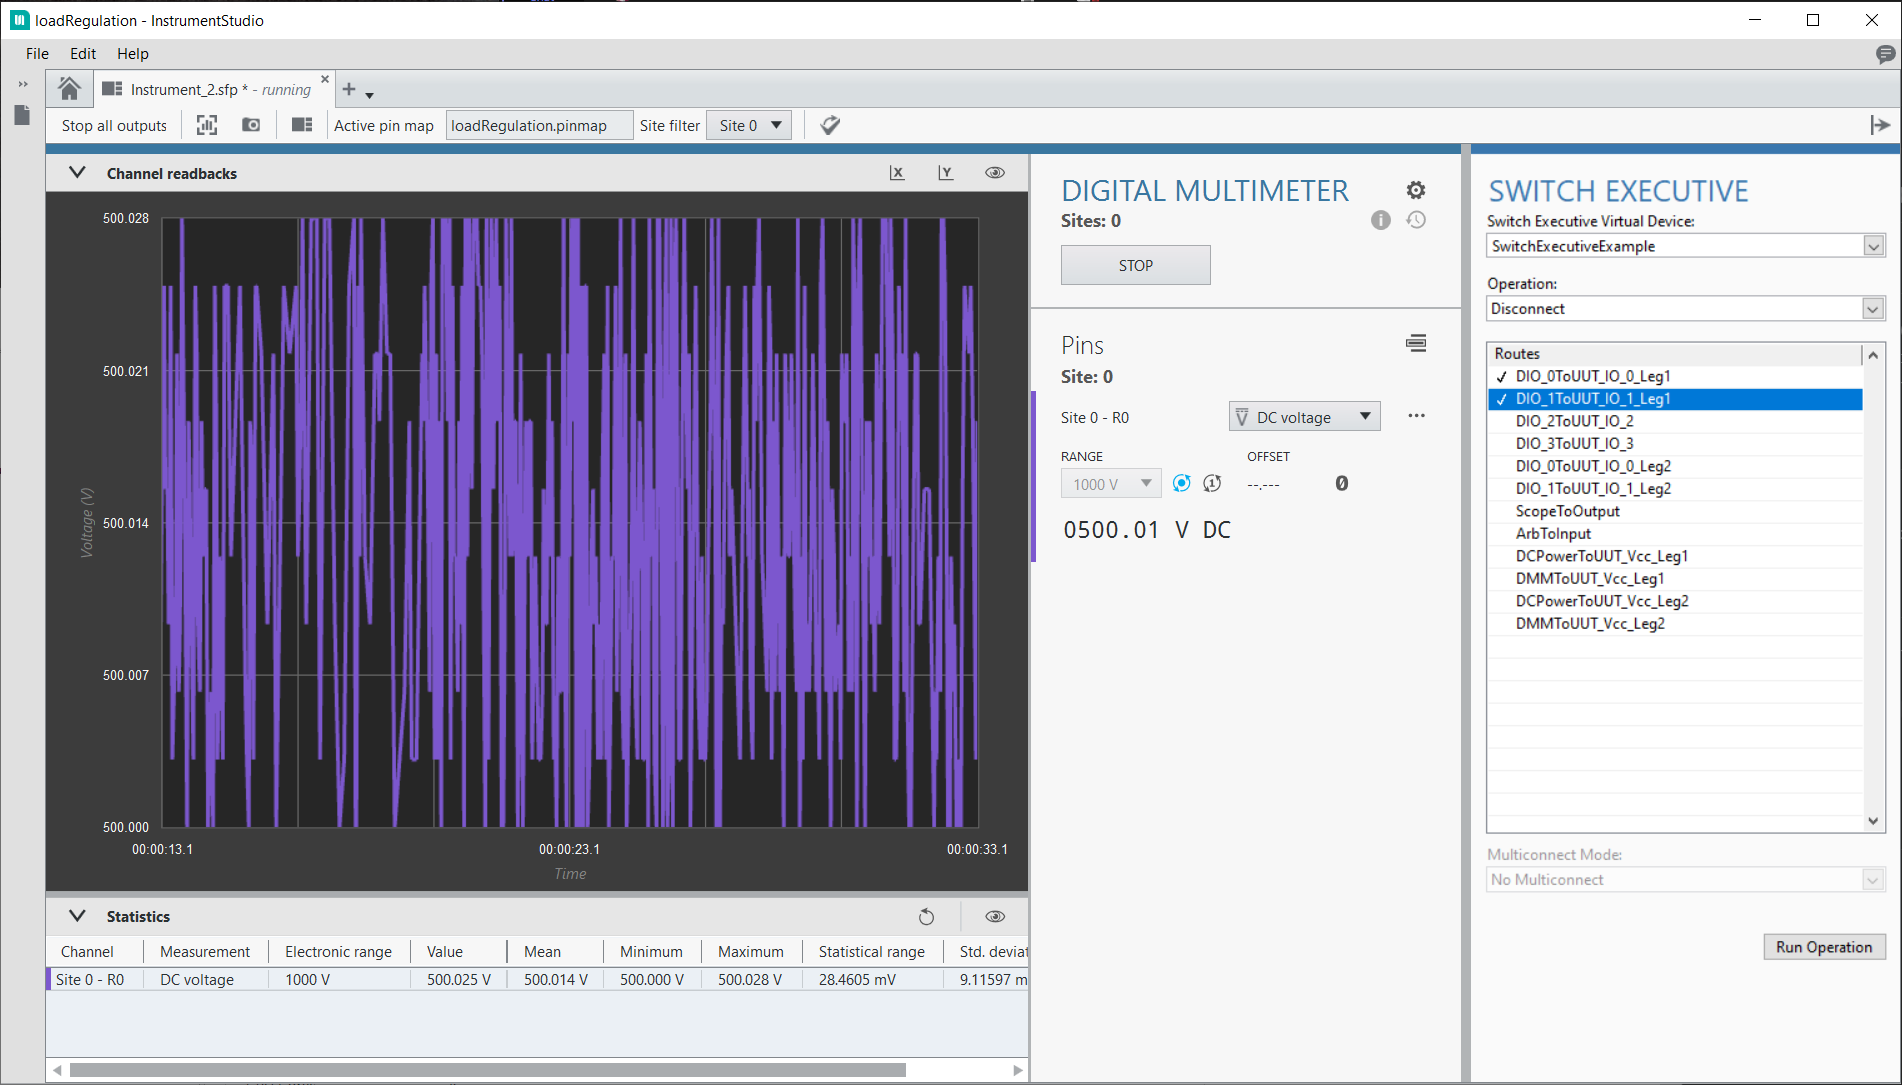 loadRegulation - InstrumentStudio
File Edit Help
Instrument_2.sfp * - running
Stop all outputs
Active pin map loadRegulation.pinmap Site filter Site 0
Channel readbacks
X Y
500.028
500.021
500.014
500.007
500.000
Voltage (V)
00:00:13.1 00:00:23.1 00:00:33.1
Time
Statistics
Channel Measurement Electronic range Value Mean Minimum Maximum Statistical range Std. deviat
Site 0 - R0 DC voltage 1000 V 500.025 V 500.014 V 500.000 V 500.028 V 28.4605 mV 9.11597 m
DIGITAL MULTIMETER
Sites: 0
STOP
Pins
Site: 0
Site 0 - R0 DC voltage
RANGE OFFSET
1000 V 1 --.--- 0
0500.01 V DC
SWITCH EXECUTIVE
Switch Executive Virtual Device:
SwitchExecutiveExample
Operation:
Disconnect
Routes
DIO_0ToUUT_IO_0_Leg1
DIO_1ToUUT_IO_1_Leg1
DIO_2ToUUT_IO_2
DIO_3ToUUT_IO_3
DIO_0ToUUT_IO_0_Leg2
DIO_1ToUUT_IO_1_Leg2
ScopeToOutput
ArbToInput
DCPowerToUUT_Vcc_Leg1
DMMToUUT_Vcc_Leg1
DCPowerToUUT_Vcc_Leg2
DMMToUUT_Vcc_Leg2
Multiconnect Mode:
No Multiconnect
Run Operation